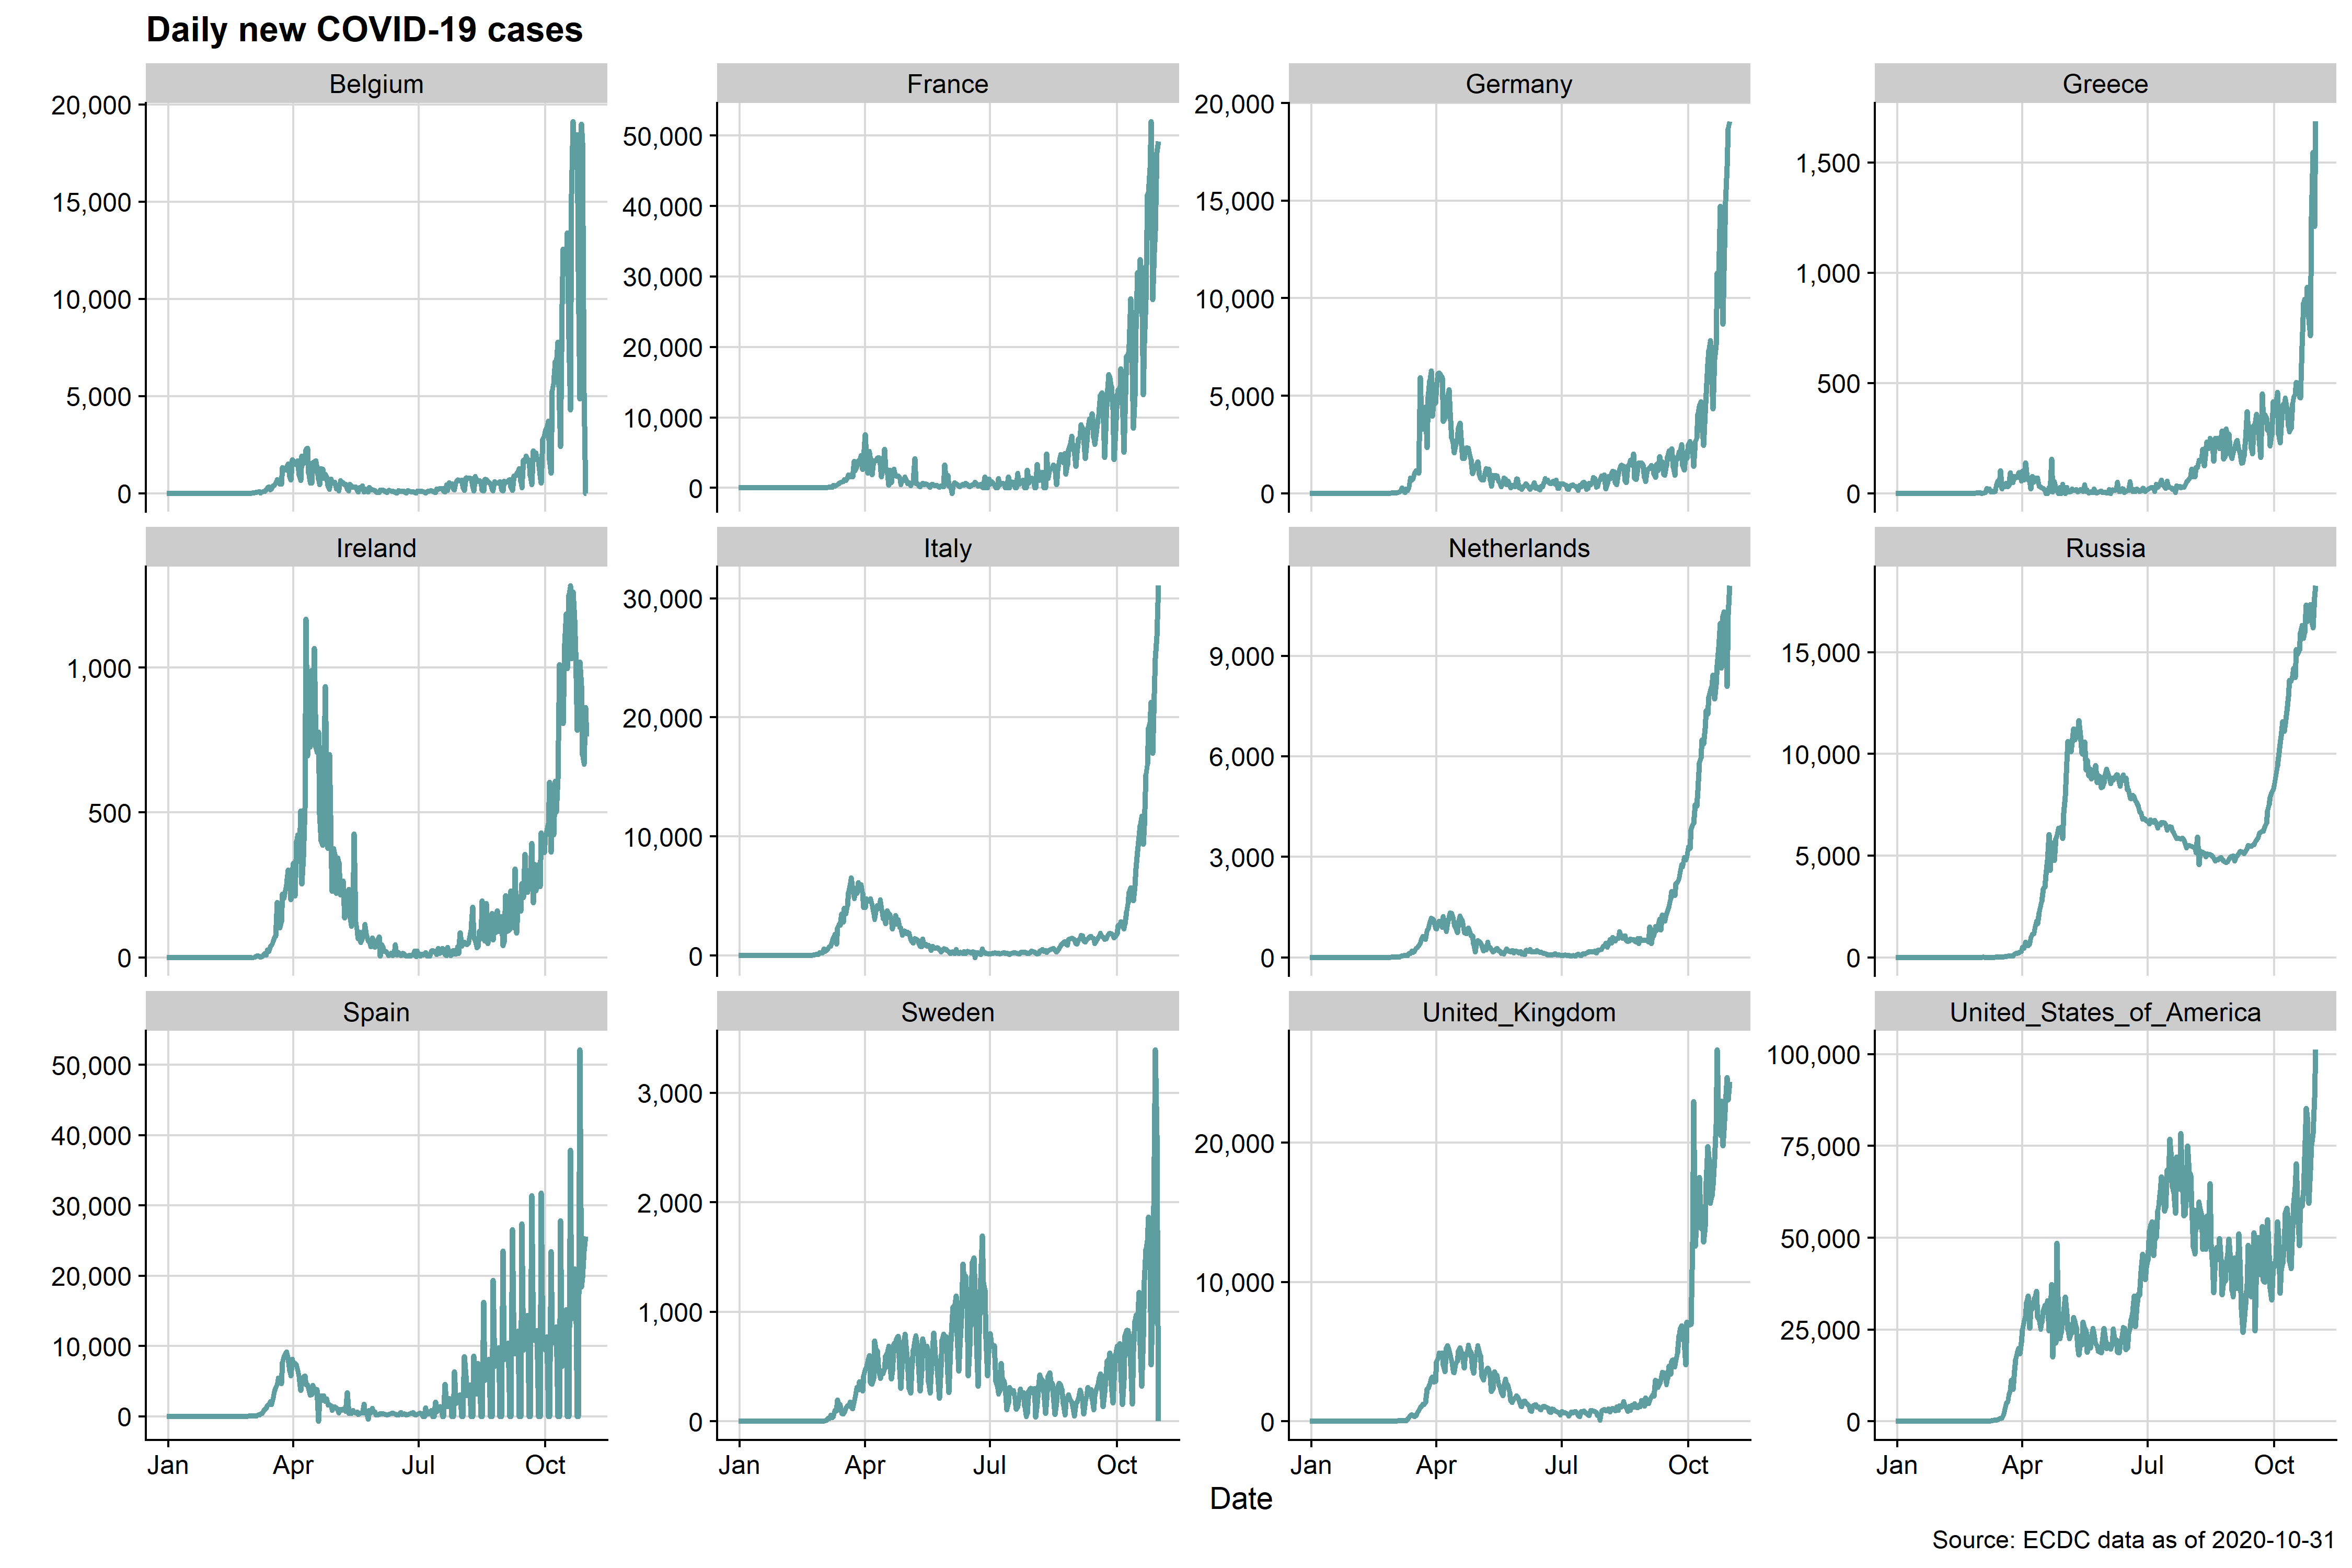 Daily new COVID-19 cases
Belgium
France
Germany
Greece
20,000
15,000
10,000
5,000
0
50,000
40,000
30,000
20,000
10,000
0
20,000
15,000
10,000
5,000
0
1,500
1,000
500
0
Ireland
Italy
Netherlands
Russia
1,000
500
0
30,000
20,000
10,000
0
9,000
6,000
3,000
0
15,000
10,000
5,000
0
Spain
Sweden
United_Kingdom
United_States_of_America
50,000
40,000
30,000
20,000
10,000
0
3,000
2,000
1,000
0
20,000
10,000
0
100,000
75,000
50,000
25,000
0
Jan Apr Jul Oct
Jan Apr Jul Oct
Jan Apr Jul Oct
Jan Apr Jul Oct
Date
Source: ECDC data as of 2020-10-31